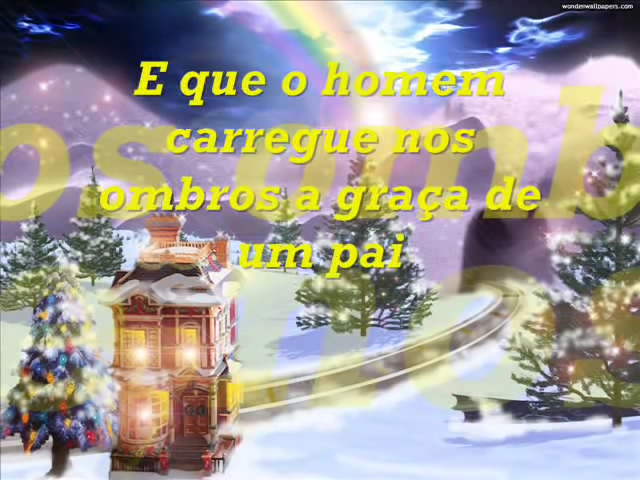 wonderwallpapers.com
E que o homem
carregue nos
ombros a graça de
um pai